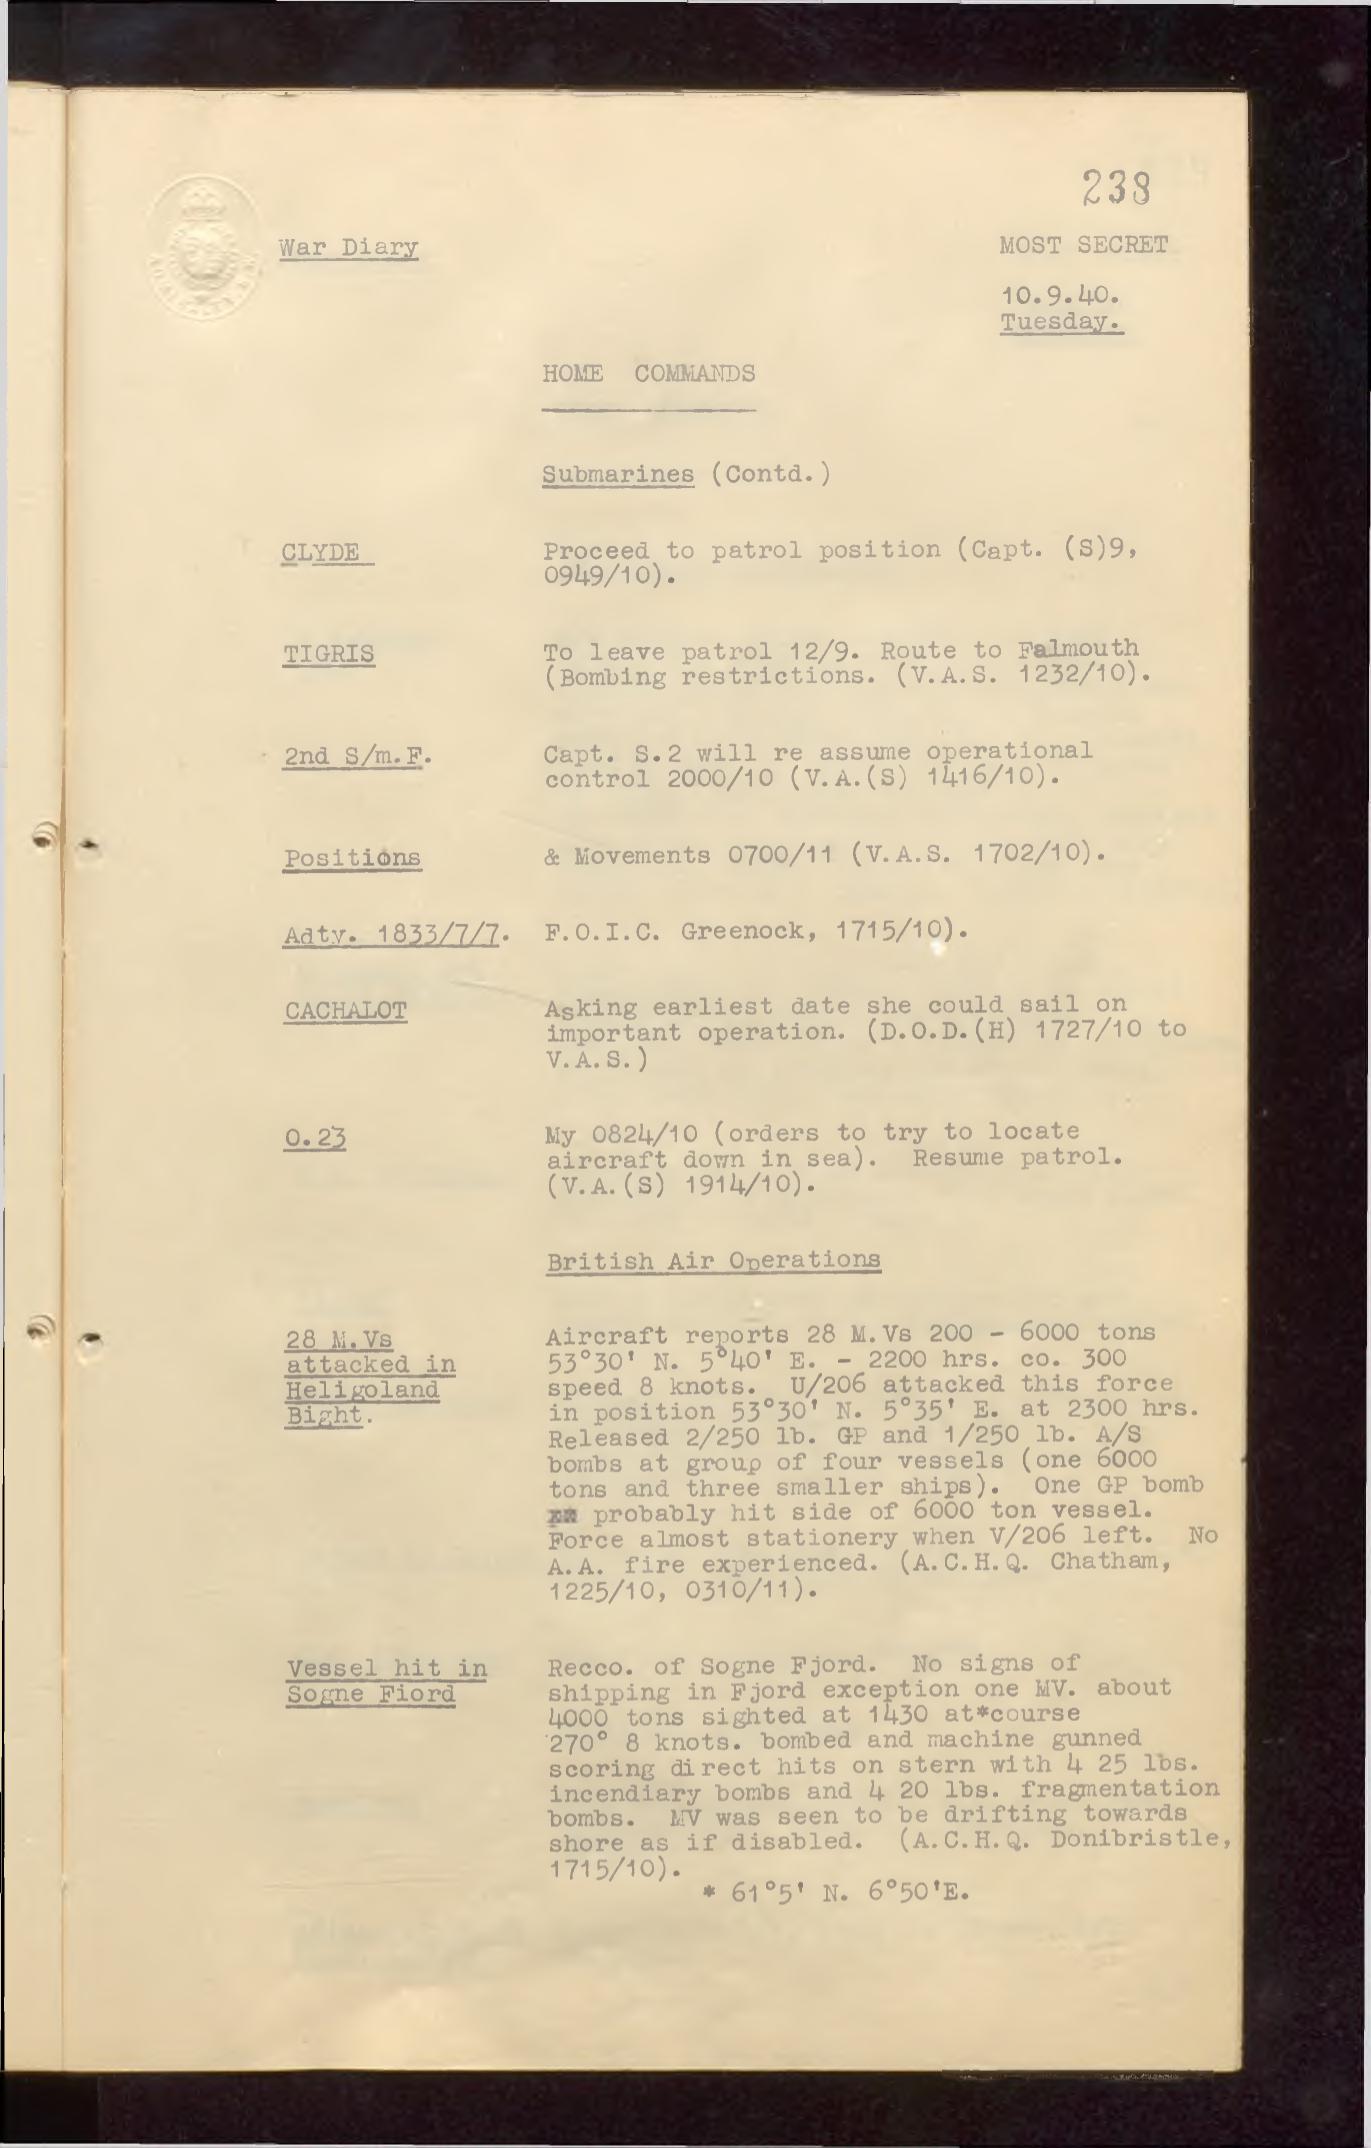 238
War Diary
MOST SECRET
10.9.40.
Tuesday.
HOME COMMANDS
Submarines (Contd.)
CLYDE
Proceed to patrol position (Capt. (S)9,
0949/10).
TIGRIS
To leave patrol 12/9. Route to Falmouth
(Bombing restrictions. (V.A.S. 1232/10).
2nd S/m.F.
Capt. S.2 will re assume operational
control 2000/10 (V.A.(S) 1416/10).
Positions
& Movements 0700/11 (V.A.S. 1702/10).
Adty. 1833/7/7.
F.O.I.C. Greenock, 1715/10).
CACHALOT
Asking earliest date she could sail on
important operation. (D.O.D.(H) 1727/10 to
V.A.S.)
O.23
My 0824/10 (orders to try to locate
aircraft down in sea). Resume patrol.
(V.A.(S) 1914/10).
British Air Operations
28 M.Vs
attacked in
Heligoland
Bight.
Aircraft reports 28 M.Vs 200 - 6000 tons
53°30' N. 5°40' E. - 2200 hrs. co. 300
speed 8 knots. U/206 attacked this force
in position 53°30' N. 5°35' E. at 2300 hrs.
Released 2/250 lb. GP and 1/250 lb. A/S
bombs at group of four vessels (one 6000
tons and three smaller ships). One GP bomb
probably hit side of 6000 ton vessel.
Force almost stationery when V/206 left. No
A.A. fire experienced. (A.C.H.Q. Chatham,
1225/10, 0310/11).
Vessel hit in
Sogne Fiord
Recco. of Sogne Fjord. No signs of
shipping in Fjord exception one MV. about
4000 tons sighted at 1430 at*course
270° 8 knots. bombed and machine gunned
scoring direct hits on stern with 4 25 lbs.
incendiary bombs and 4 20 lbs. fragmentation
bombs. MV was seen to be drifting towards
shore as if disabled. (A.C.H.Q. Donibristle,
1715/10).
* 61°5' N. 6°50'E.